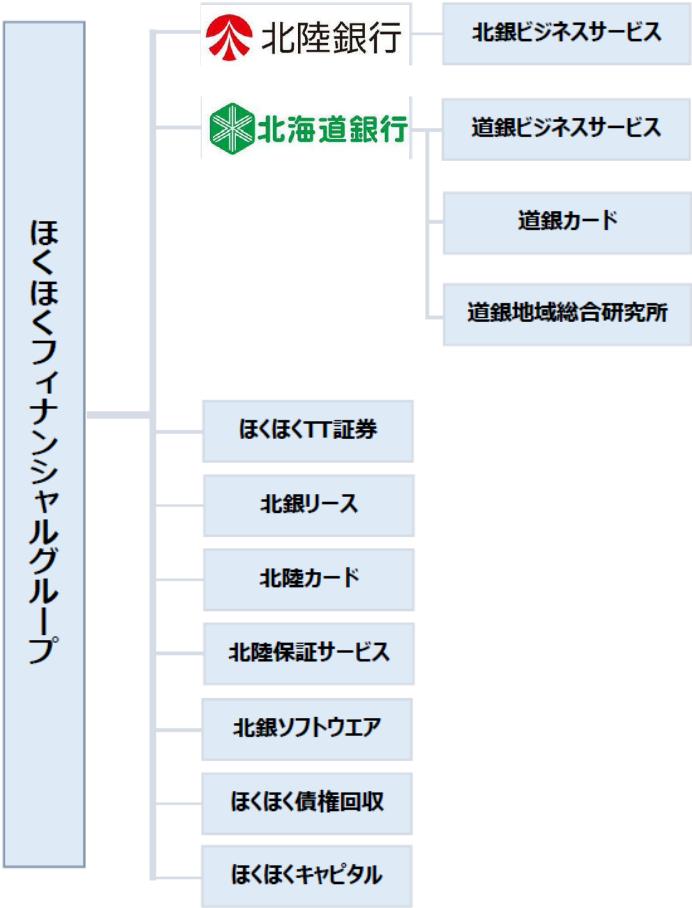 ほくほくフィナンシャルグループ
北陸銀行
北銀ビジネスサービス
北海道銀行
道銀ビジネスサービス
道銀カード
道銀地域総合研究所
ほくほくTT証券
北銀リース
北陸カード
北陸保証サービス
北銀ソフトウエア
ほくほく債権回収
ほくほくキャピタル